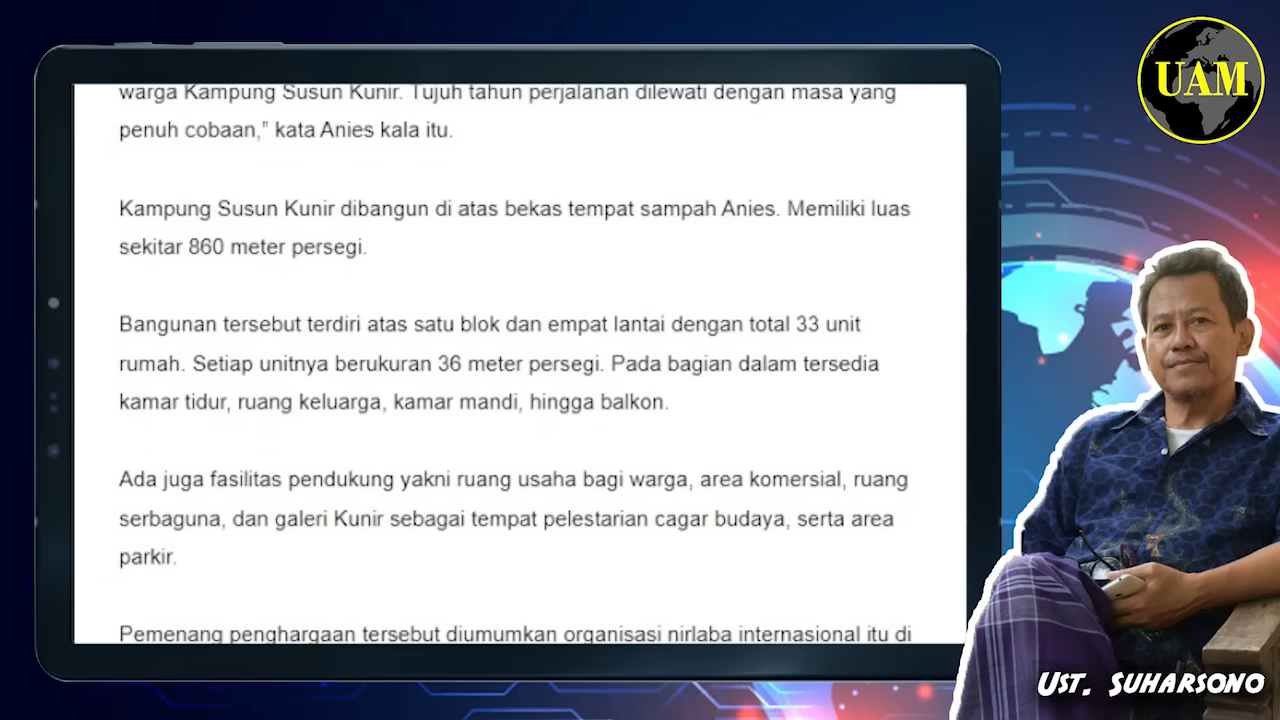 warga Kampung Susun Kunir. Tujuh tahun perjalanan dilewati dengan masa yang
penuh cobaan,” kata Anies kala itu.
Kampung Susun Kunir dibangun di atas bekas tempat sampah Anies. Memiliki luas
sekitar 860 meter persegi.
Bangunan tersebut terdiri atas satu blok dan empat lantai dengan total 33 unit
rumah. Setiap unitnya berukuran 36 meter persegi. Pada bagian dalam tersedia
kamar tidur, ruang keluarga, kamar mandi, hingga balkon.
Ada juga fasilitas pendukung yakni ruang usaha bagi warga, area komersial, ruang
serbaguna, dan galeri Kunir sebagai tempat pelestarian cagar budaya, serta area
parkir.
Pemenang penghargaan tersebut diumumkan organisasi nirlaba internasional itu di
UAM
UST. SUHARSONO